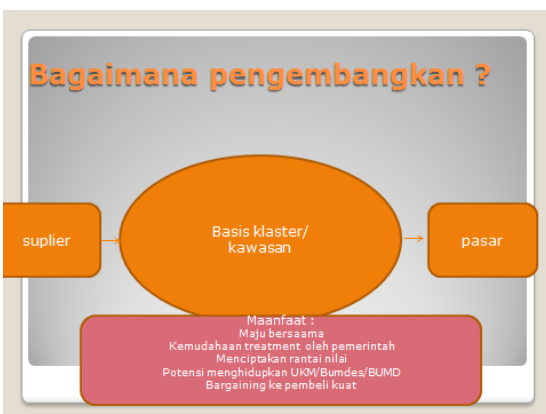 Bagaimana pengembangkan ?
suplier
Basis klaster/
kawasan
pasar
Maanfaat :
Maju bersaama
Kemudahaan treatment oleh pemerintah
Menciptakan rantai nilai
Potensi menghidupkan UKM/Bumdes/BUMD
Bargaining ke pembeli kuat